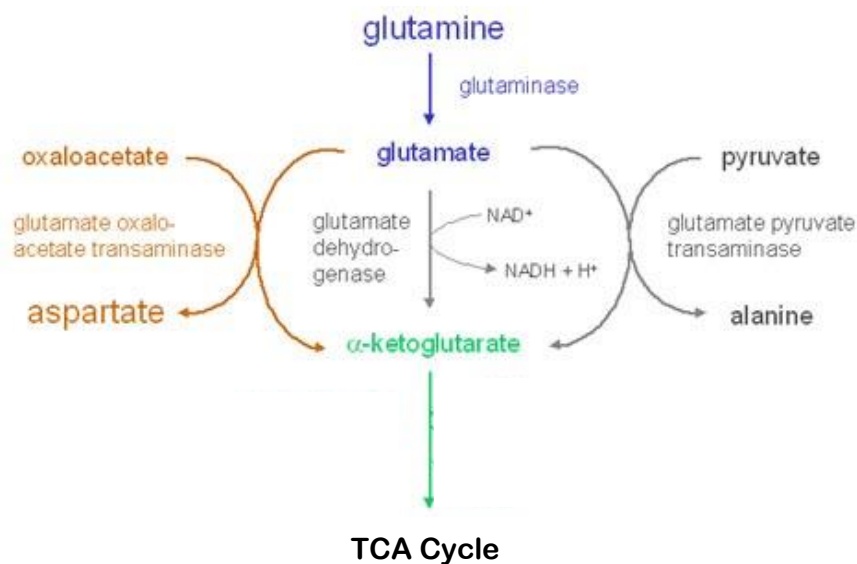 glutamine
glutaminase
oxaloacetate
glutamate
pyruvate
glutamate oxalo-
acetate transaminase
glutamate
dehydro-
genase
NAD⁺
NADH + H⁺
glutamate pyruvate
transaminase
aspartate
alanine
α-ketoglutarate
TCA Cycle